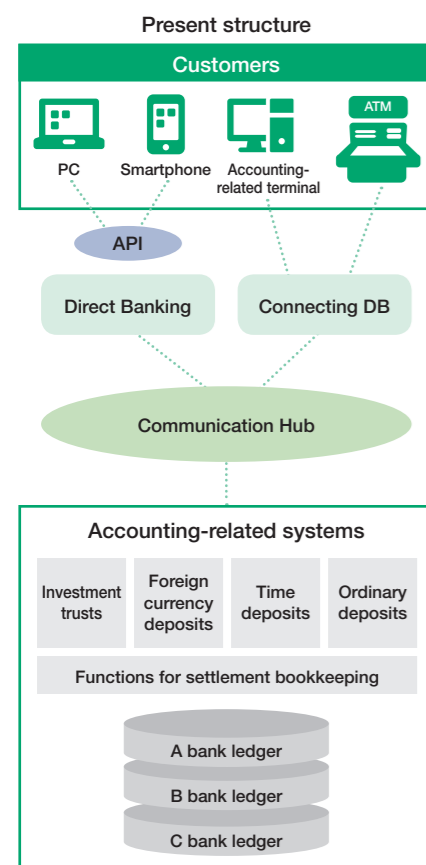 Present structure
Customers
ATM
PC
Smartphone
Accounting-
related terminal
API
Direct Banking
Connecting DB
Communication Hub
Accounting-related systems
Investment
trusts
Foreign
currency
deposits
Time
deposits
Ordinary
deposits
Functions for settlement bookkeeping
A bank ledger
B bank ledger
C bank ledger